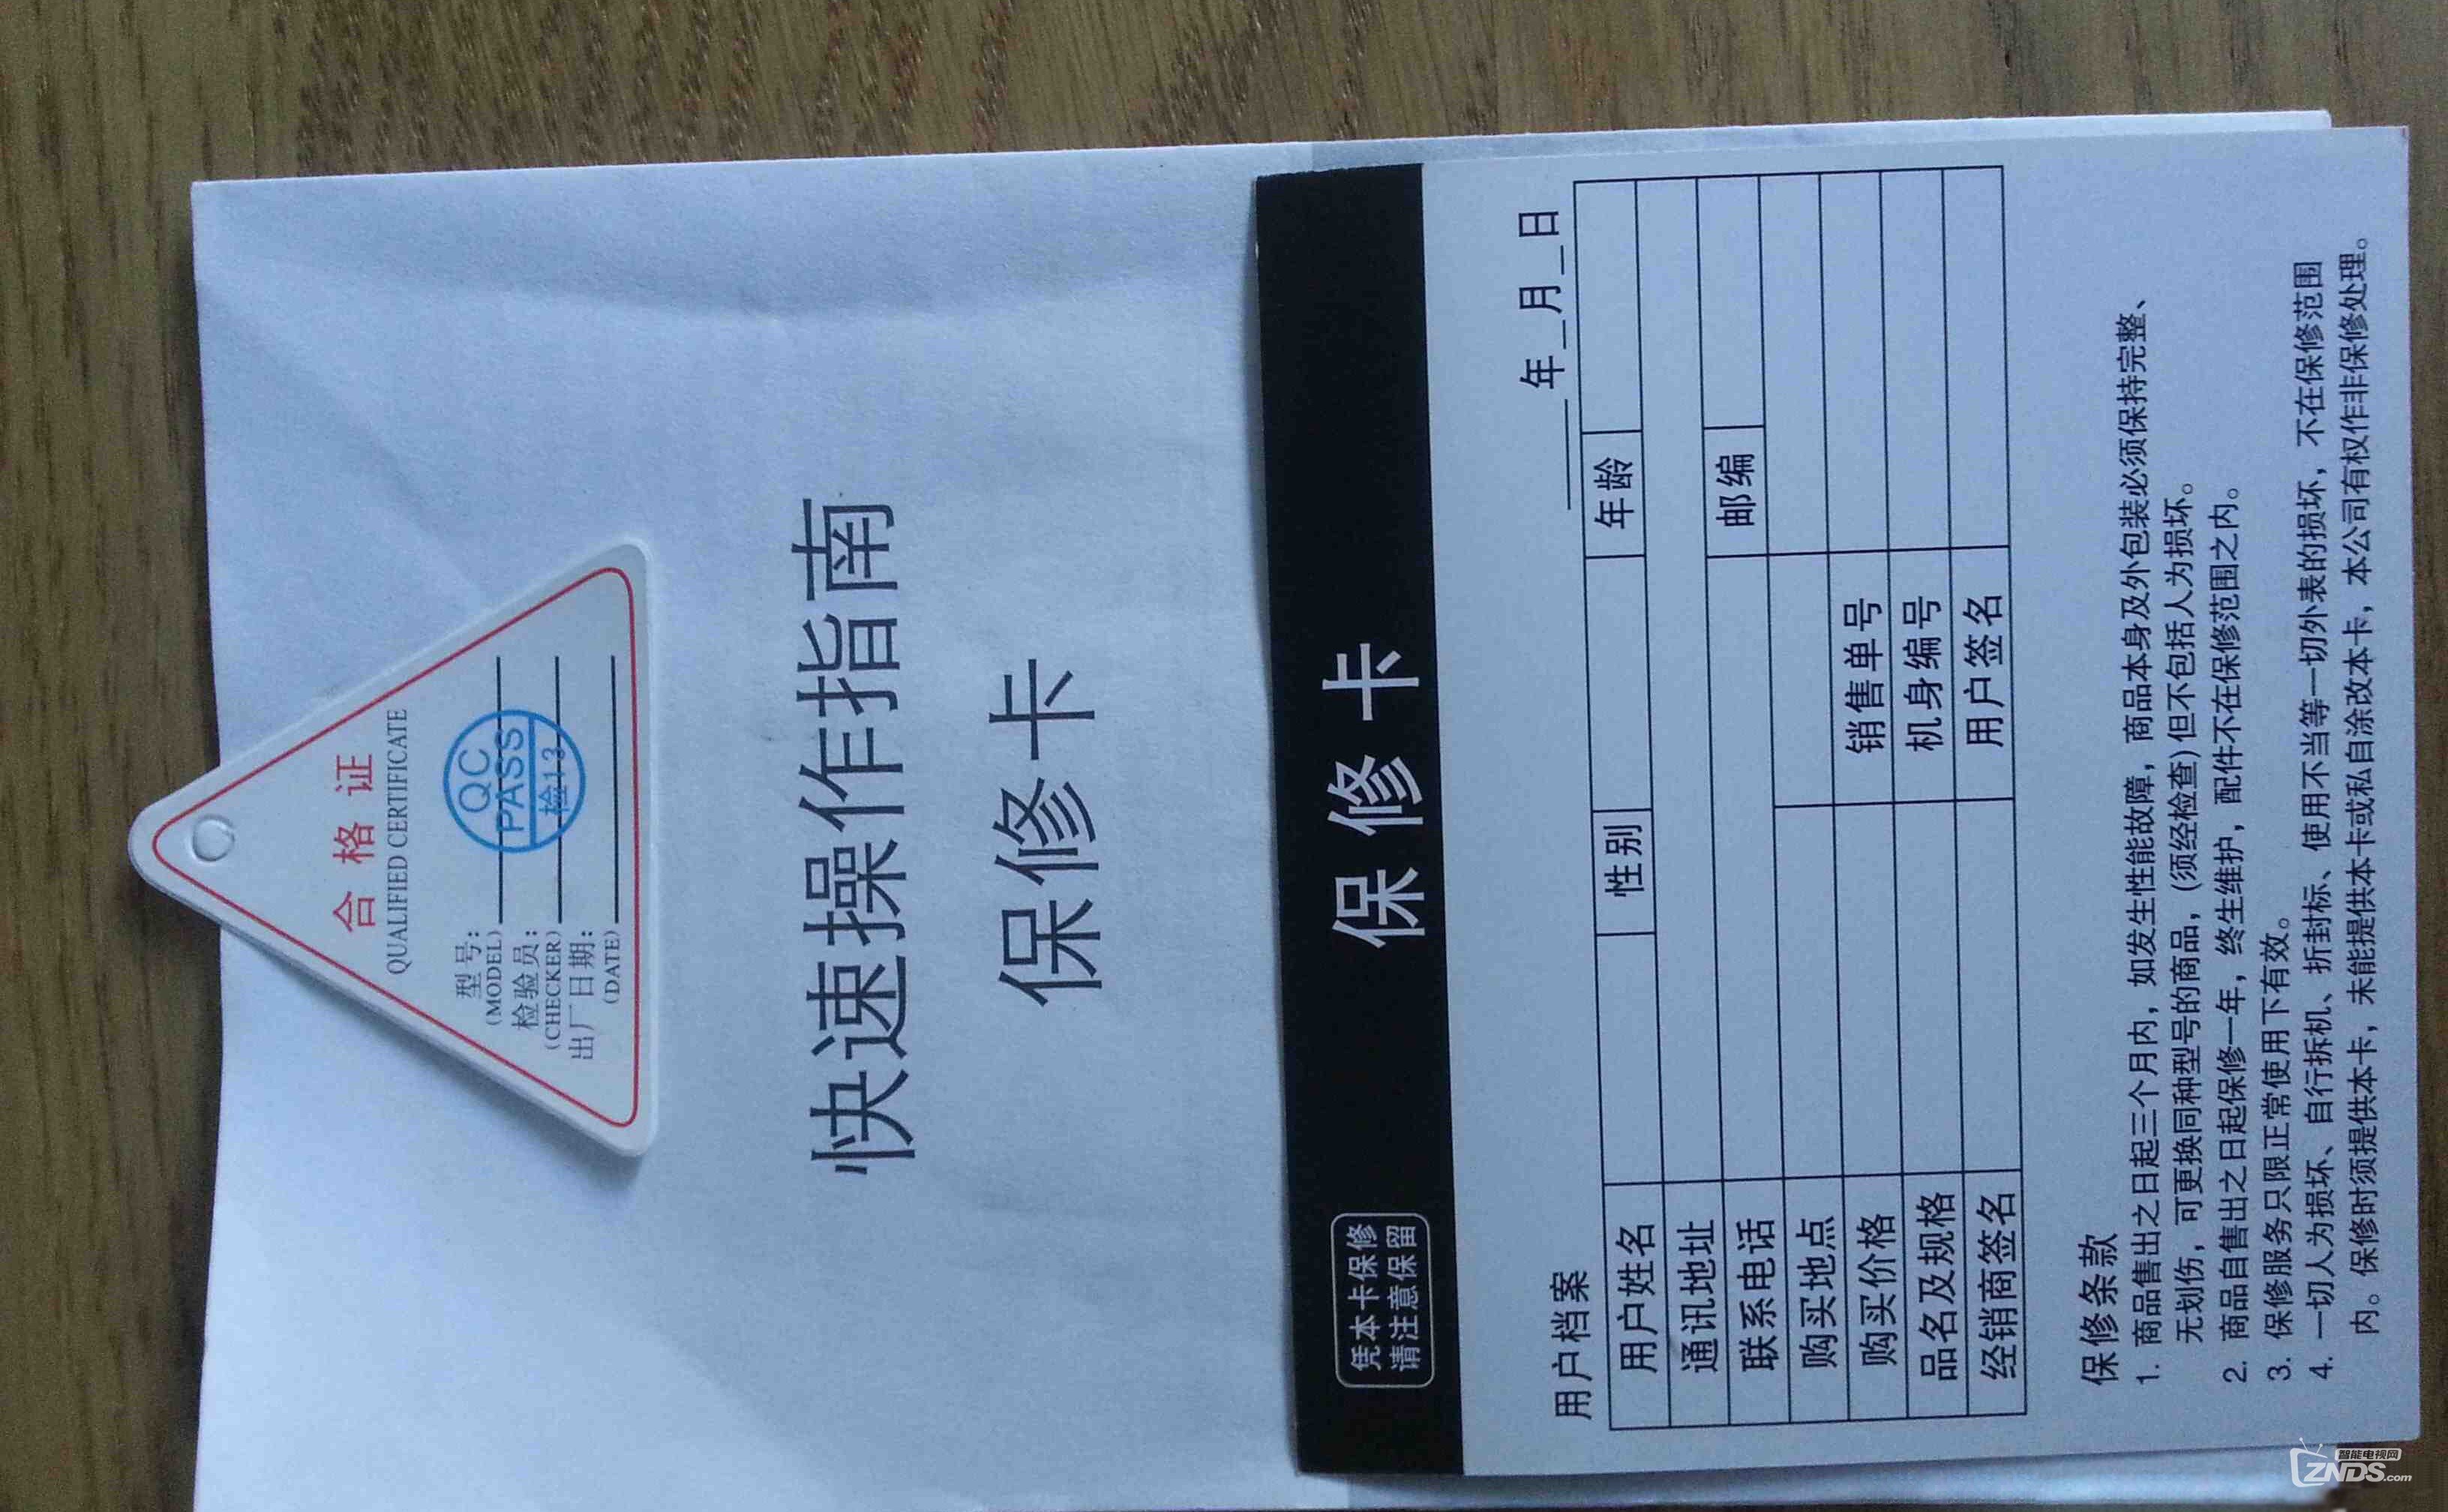 合格证
QUALIFIED CERTIFICATE
QC
PASS
检13
型号:
(MODEL)
检验员:
(CHECKER)
出厂日期:
(DATE)
快速操作指南
保修卡
凭本卡保修
请注意保留
保修卡
____年__月__日
用户档案
用户姓名 性别 年龄
通讯地址
联系电话 邮编
购买地点
购买价格 销售单号
品名及规格 机身编号
经销商签名 用户签名
保修条款
1. 商品售出之日起三个月内，如发生性能故障，商品本身及外包装必须保持完整、
无划伤，可更换同种型号的商品，(须经检查)但不包括人为损坏。
2. 商品自售出之日起保修一年，终生维护，配件不在保修范围之内。
3. 保修服务只限正常使用下有效。
4. 一切人为损坏、自行拆机、折封标、使用不当等一切外表的损坏，不在保修范围
内。保修时须提供本卡，未能提供本卡或私自涂改本卡，本公司有权作非保修处理。
智能电视网
ZNDS.com